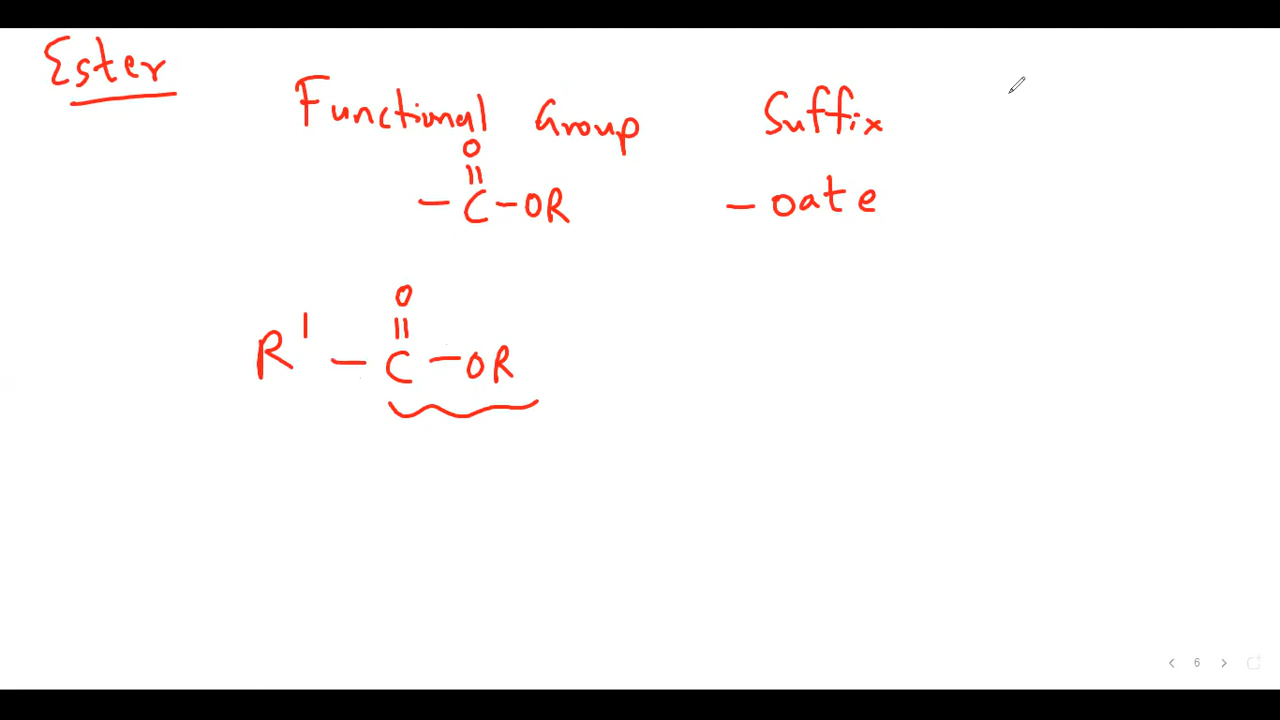 Ester
Functional Group Suffix
O
||
— C — OR — oate
O
||
R' — C — OR
< 6 >